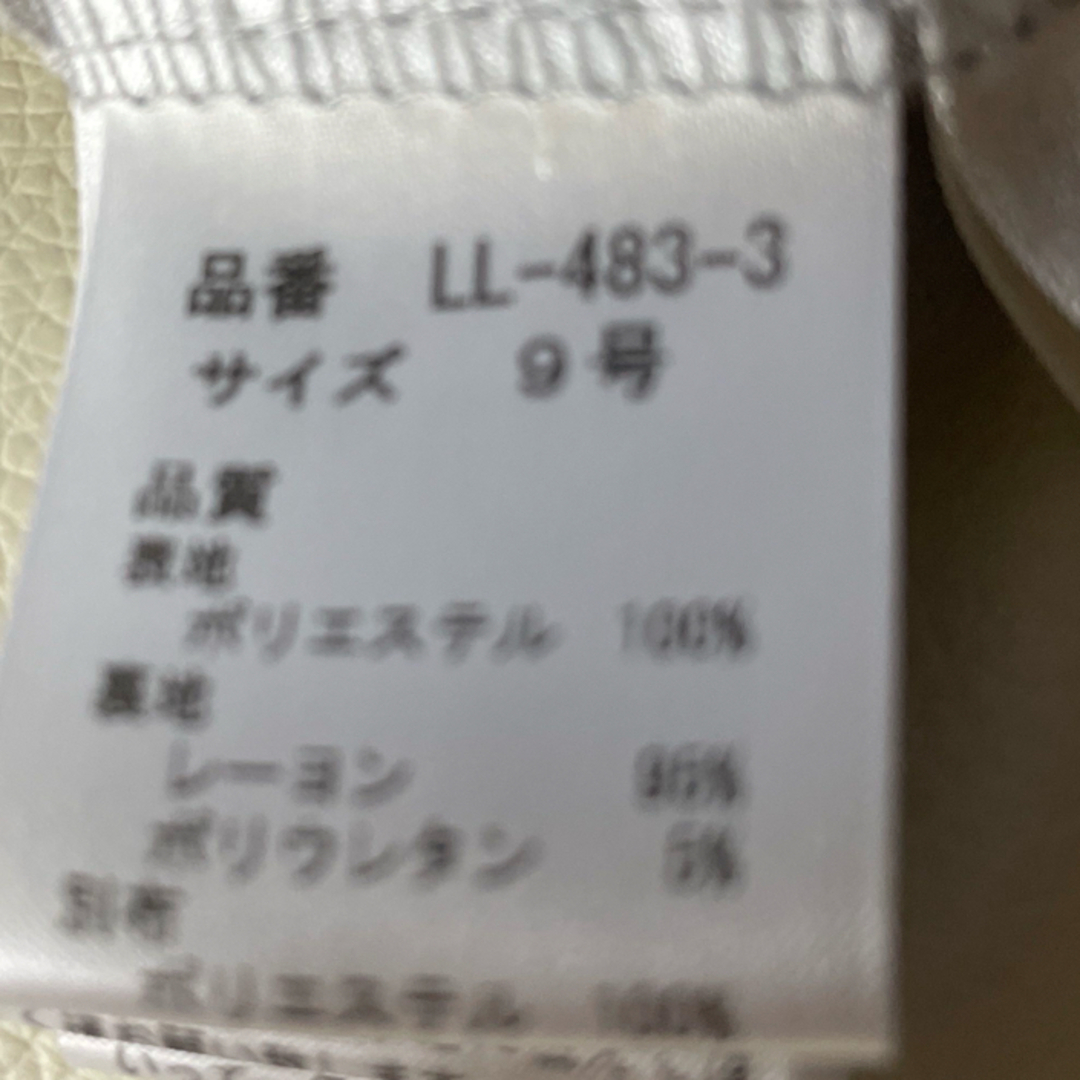 品番 LL-483-3
サイズ 9号
品質
表地
ポリエステル 100%
裏地
レーヨン 95%
ポリウレタン 5%
別布
ポリエステル 100%